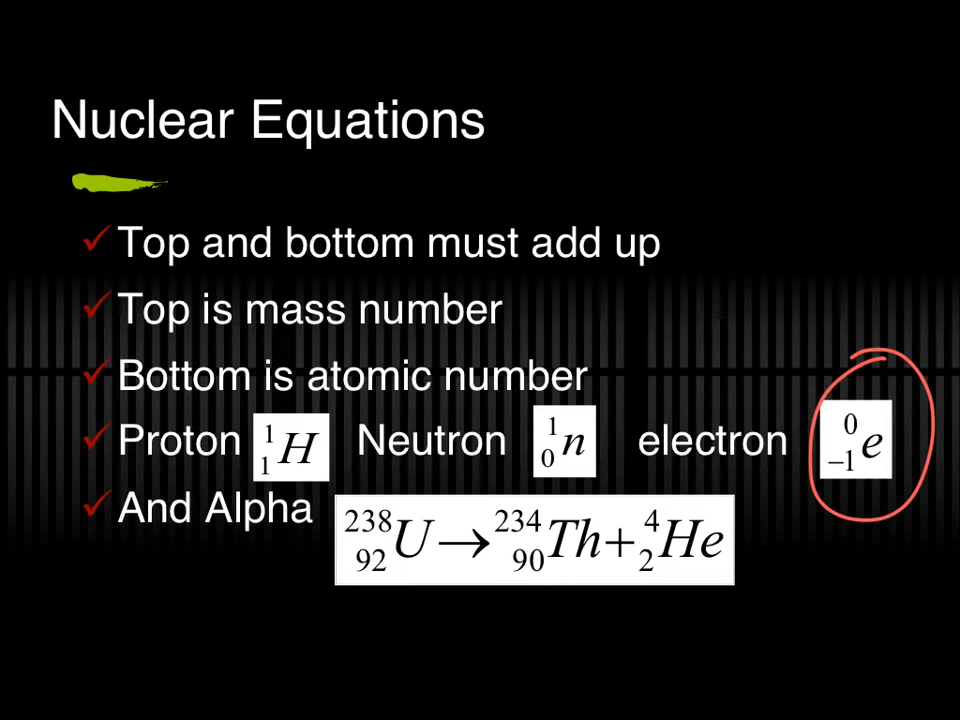 Nuclear Equations
Top and bottom must add up
Top is mass number
Bottom is atomic number
Proton ¹₁H Neutron ¹₀n electron ⁰₋₁e
And Alpha ²³⁸₉₂U → ²³⁴₉₀Th + ⁴₂He